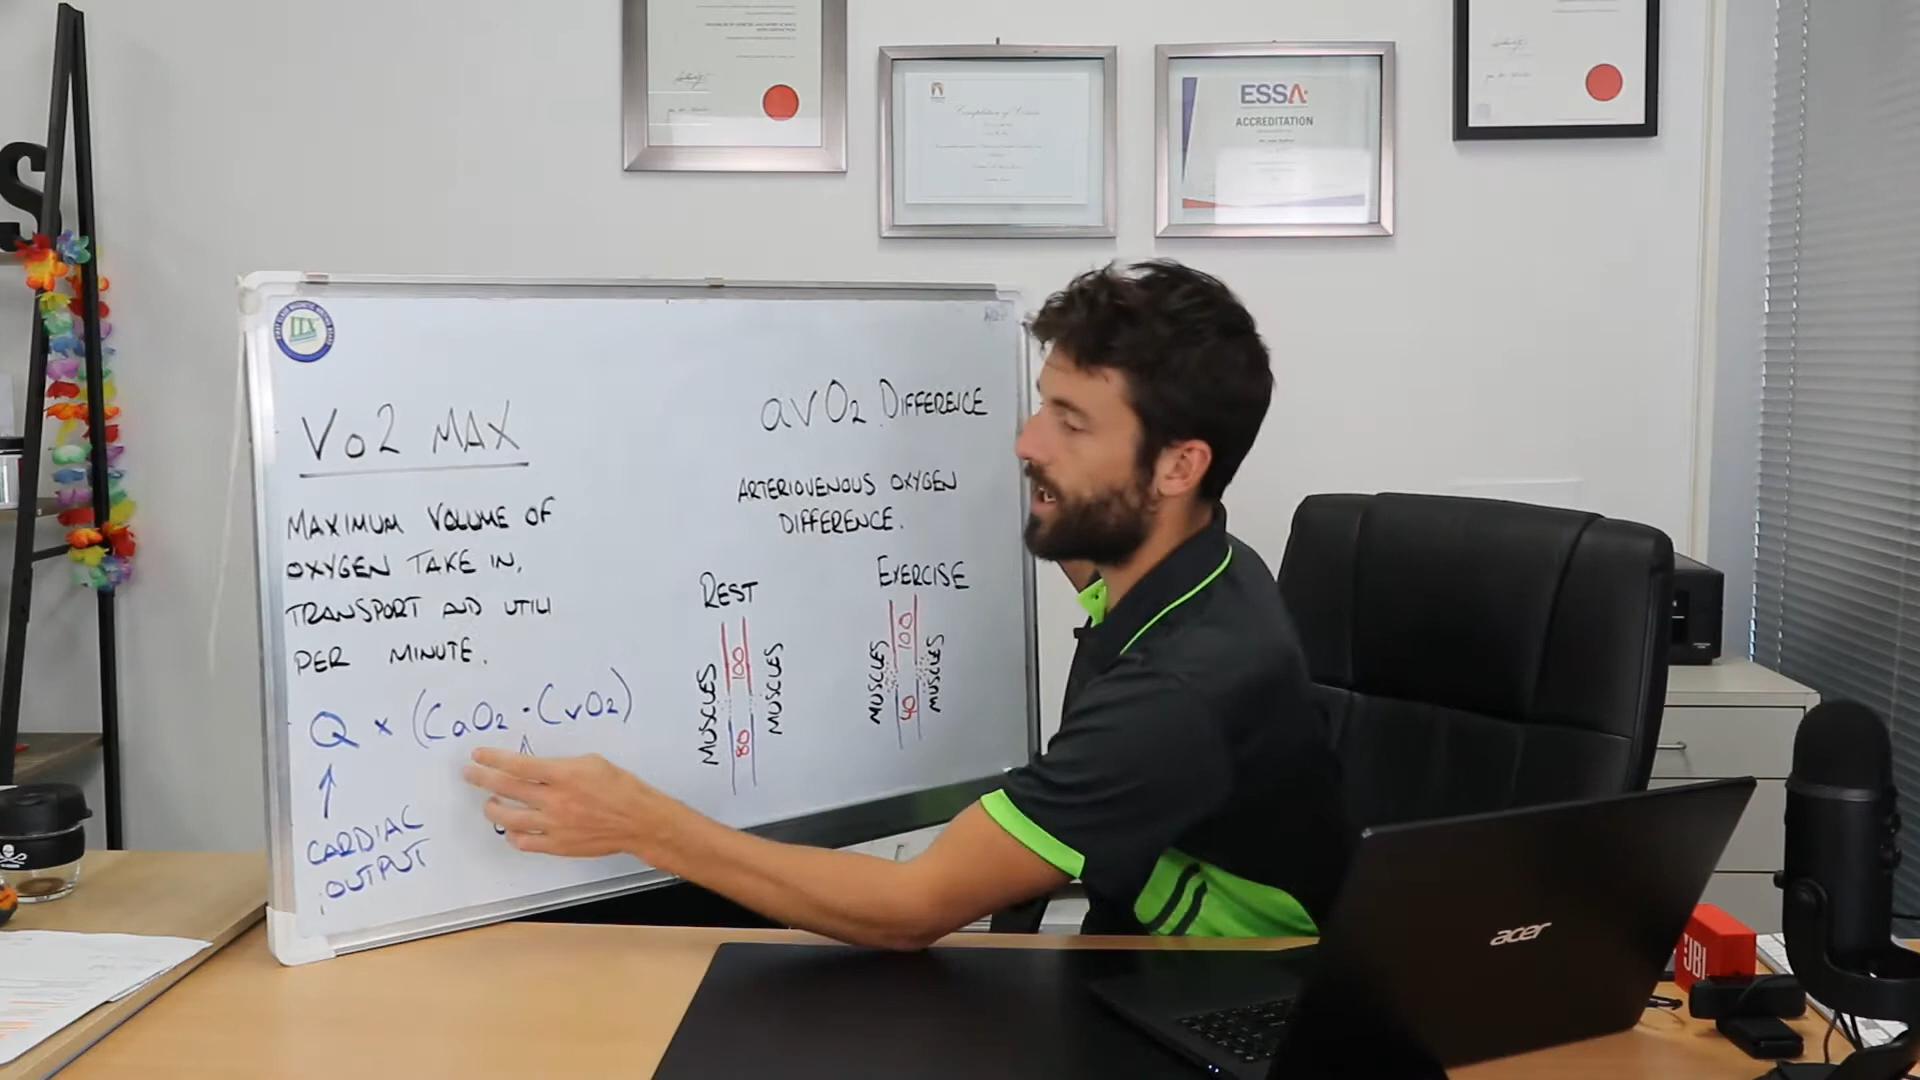 ESSA
ACCREDITATION
VO2 MAX
MAXIMUM VOLUME OF
OXYGEN TAKE IN,
TRANSPORT AND UTILI
PER MINUTE.
Q x (CaO2 - CvO2)
CARDIAC
OUTPUT
avO2 DIFFERENCE
ARTERIOVENOUS OXYGEN
DIFFERENCE.
REST
MUSCLES
100
80
MUSCLES
EXERCISE
MUSCLES
100
40
MUSCLES
acer
JBL
S